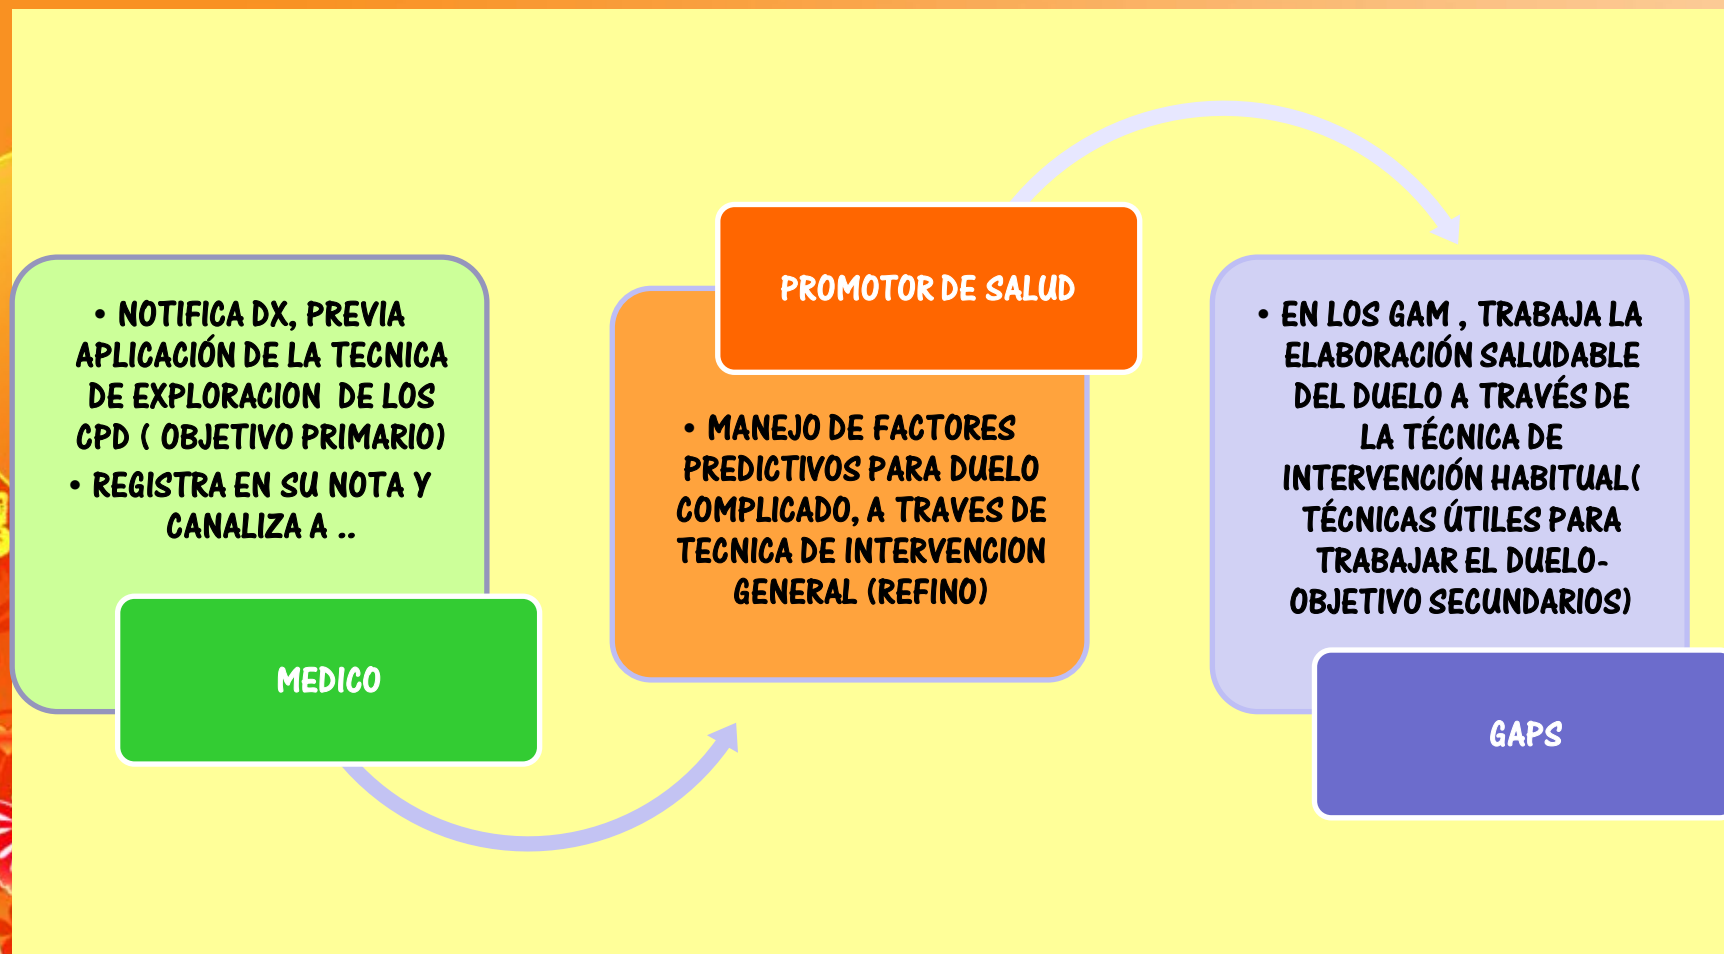 • NOTIFICA DX, PREVIA
APLICACIÓN DE LA TECNICA
DE EXPLORACION DE LOS
CPD ( OBJETIVO PRIMARIO)
• REGISTRA EN SU NOTA Y
CANALIZA A ..
MEDICO
PROMOTOR DE SALUD
• MANEJO DE FACTORES
PREDICTIVOS PARA DUELO
COMPLICADO, A TRAVES DE
TECNICA DE INTERVENCION
GENERAL (REFINO)
• EN LOS GAM , TRABAJA LA
ELABORACIÓN SALUDABLE
DEL DUELO A TRAVÉS DE
LA TÉCNICA DE
INTERVENCIÓN HABITUAL(
TÉCNICAS ÚTILES PARA
TRABAJAR EL DUELO-
OBJETIVO SECUNDARIOS)
GAPS